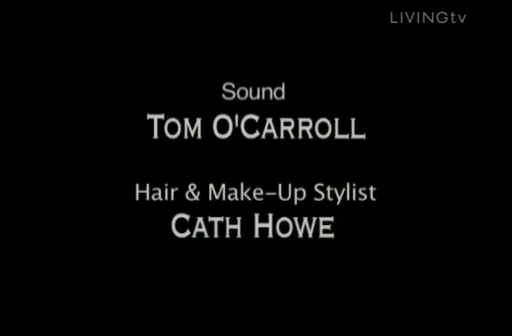 LIVINGtv
Sound
TOM O'CARROLL
Hair & Make-Up Stylist
CATH HOWE